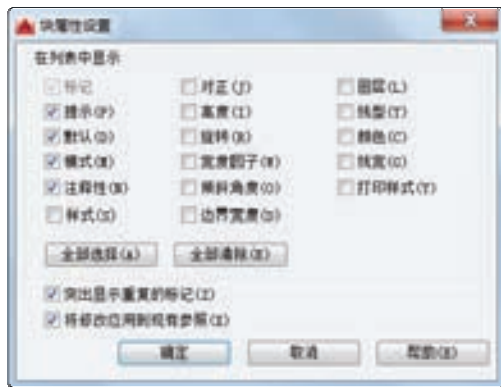 块属性设置
在列表中显示
标记 对正(J) 图层(L)
提示(P) 高度(I) 线型(Y)
默认(D) 旋转(R) 颜色(C)
模式(M) 宽度因子(W) 线宽(G)
注释性(N) 倾斜角度(O) 打印样式(T)
样式(S) 边界宽度(B)
全部选择(A) 全部清除(E)
突出显示重复的标记(Z)
将修改应用到现有参照(X)
确定 取消 帮助(H)